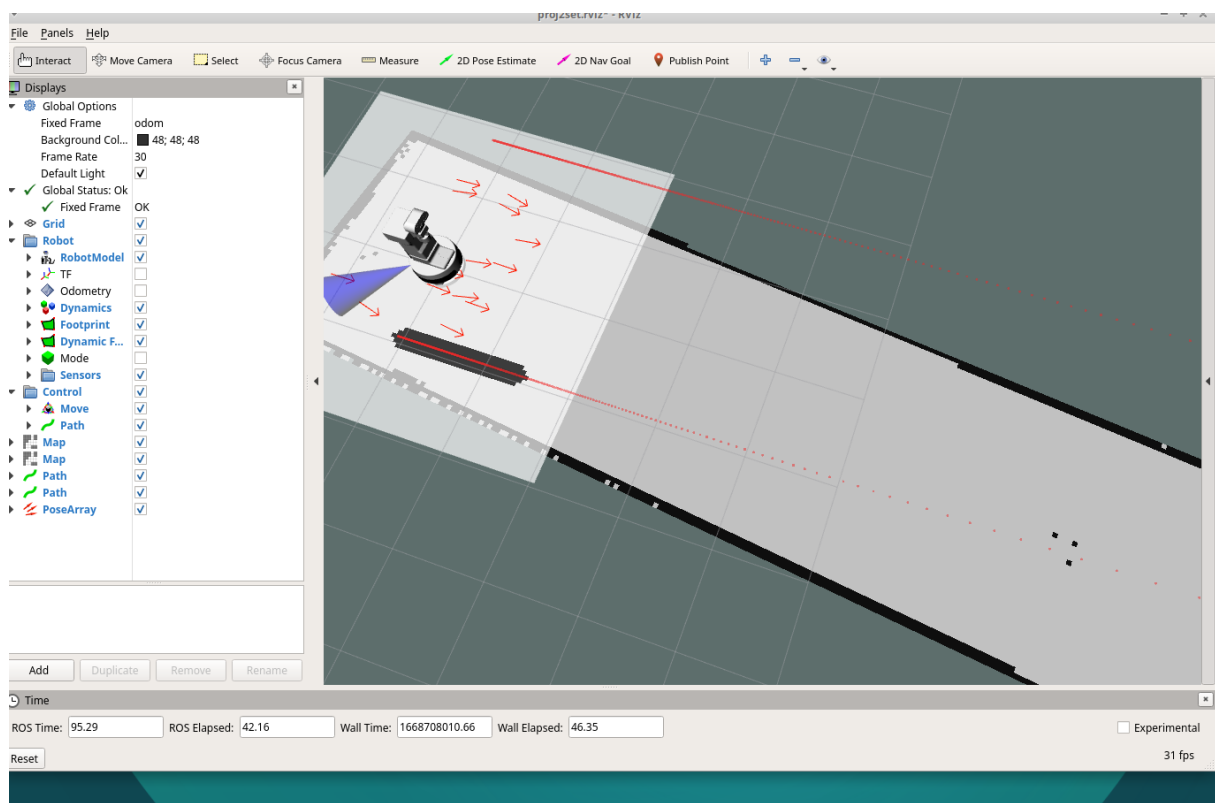 proj2set.rviz* - RViz
File Panels Help
Interact Move Camera Select Focus Camera Measure 2D Pose Estimate 2D Nav Goal Publish Point
Displays
Global Options
Fixed Frame odom
Background Col... 48; 48; 48
Frame Rate 30
Default Light
Global Status: Ok
Fixed Frame OK
Grid
Robot
RobotModel
TF
Odometry
Dynamics
Footprint
Dynamic F...
Mode
Sensors
Control
Move
Path
Map
Map
Path
Path
PoseArray
Add Duplicate Remove Rename
Time
ROS Time: 95.29 ROS Elapsed: 42.16 Wall Time: 1668708010.66 Wall Elapsed: 46.35 Experimental
Reset 31 fps